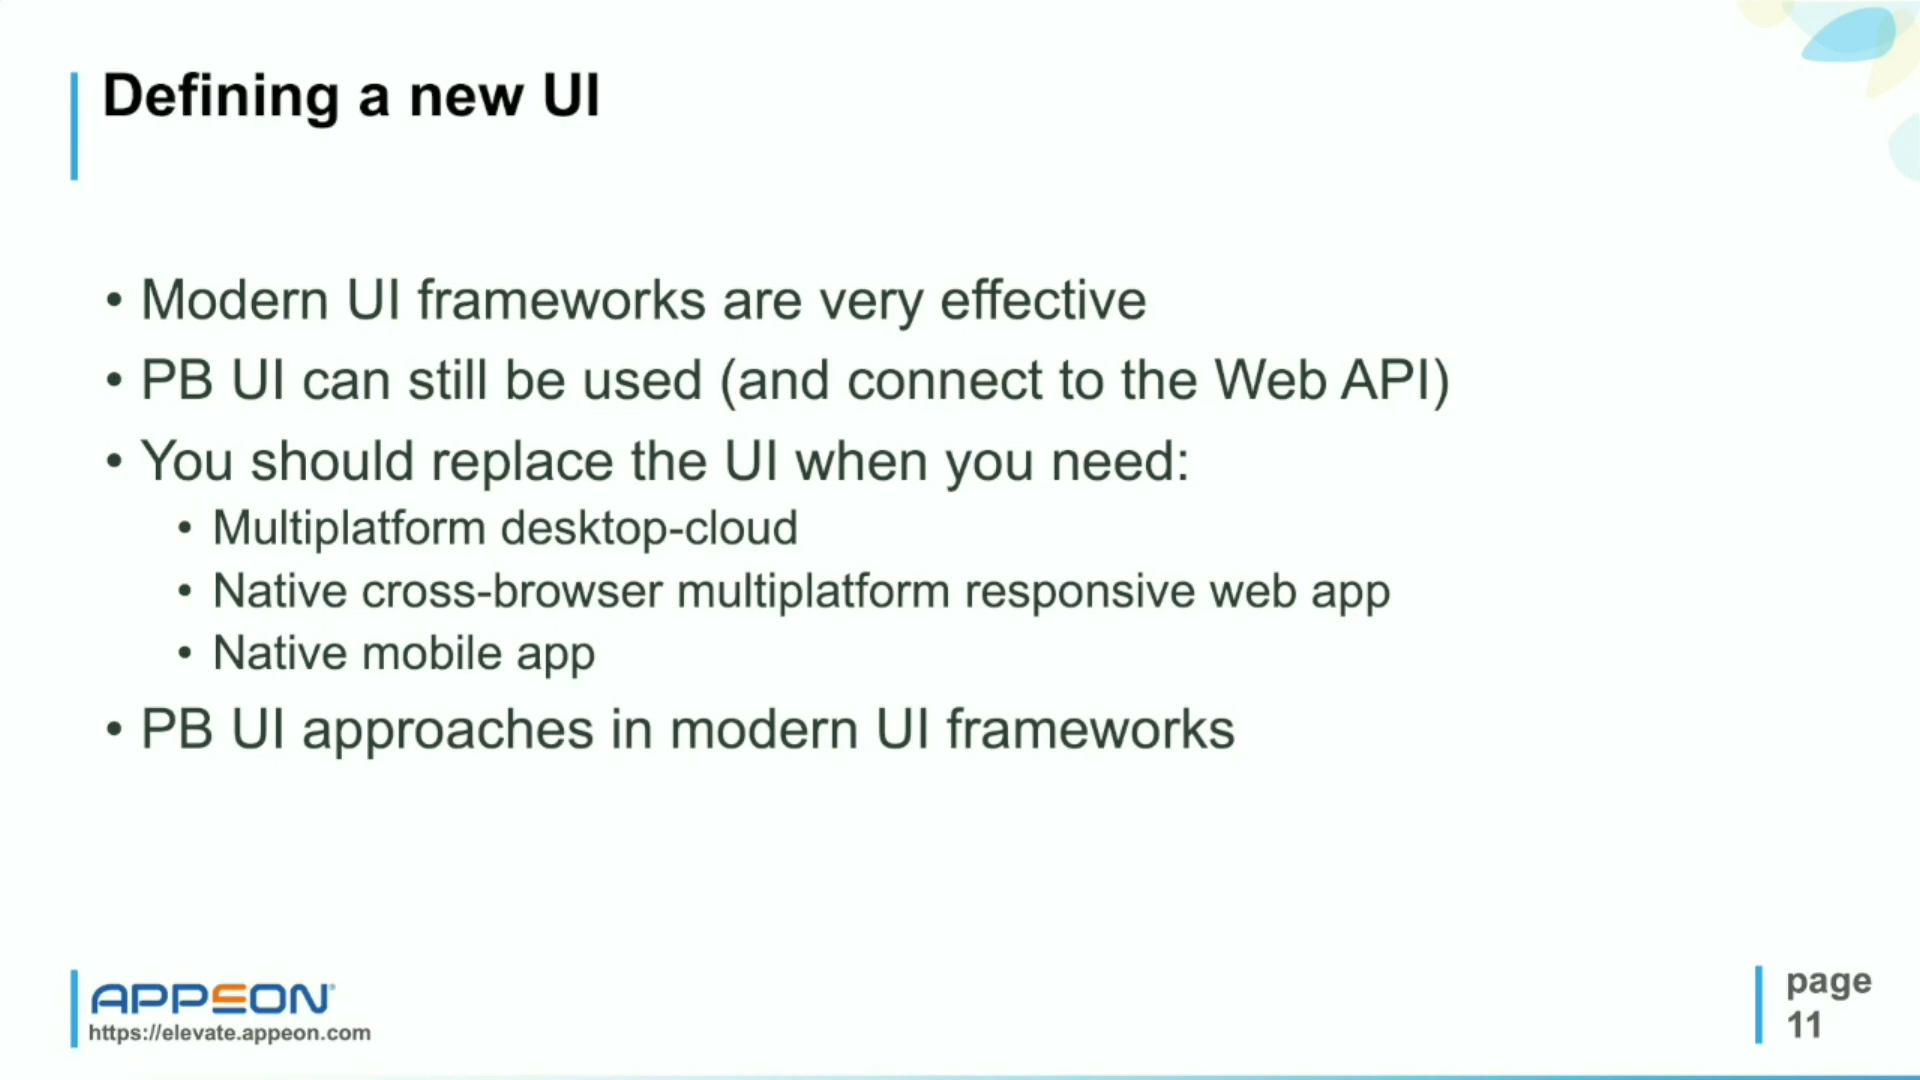 Defining a new UI
• Modern UI frameworks are very effective
• PB UI can still be used (and connect to the Web API)
• You should replace the UI when you need:
• Multiplatform desktop-cloud
• Native cross-browser multiplatform responsive web app
• Native mobile app
• PB UI approaches in modern UI frameworks
APPEON®
https://elevate.appeon.com
page
11